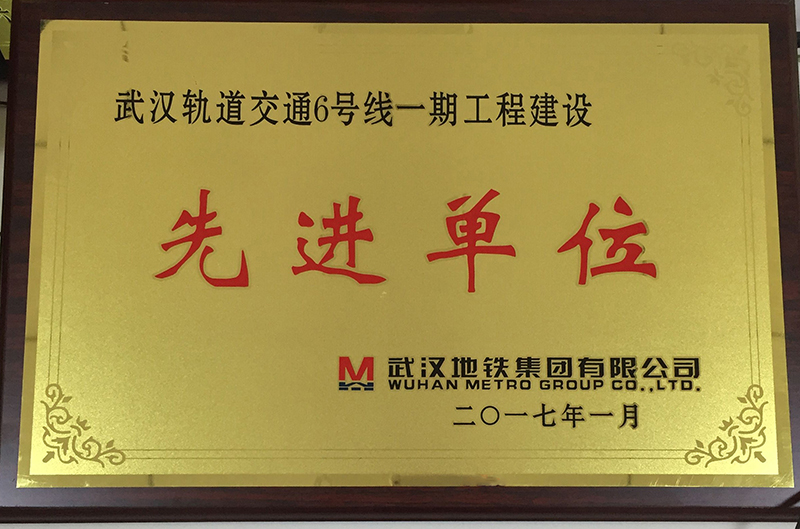 武汉轨道交通6号线一期工程建设
先进单位
武汉地铁集团有限公司
WUHAN METRO GROUP CO.,LTD.
二〇一七年一月